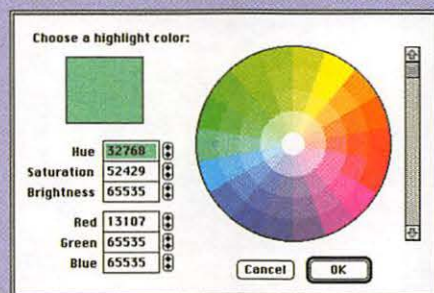 Choose a highlight color:
Hue 32768
Saturation 52429
Brightness 65535
Red 13107
Green 65535
Blue 65535
Cancel OK